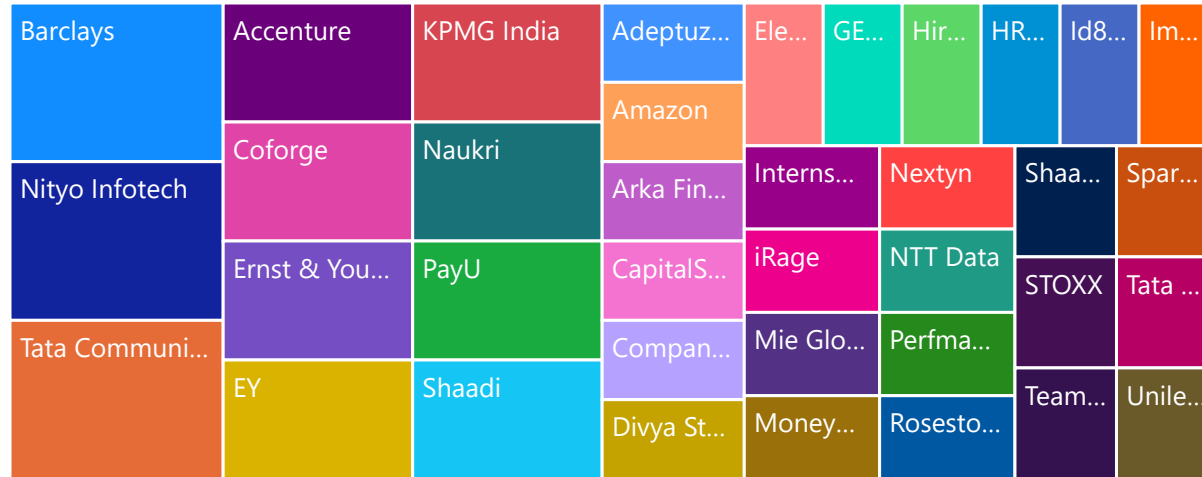 Barclays
Nityo Infotech
Tata Communi...
Accenture
Coforge
Ernst & You...
EY
KPMG India
Naukri
PayU
Shaadi
Adeptuz...
Amazon
Arka Fin...
CapitalS...
Compan...
Divya St...
Ele...
GE...
Hir...
HR...
Id8...
Im...
Interns...
iRage
Mie Glo...
Money...
Nextyn
NTT Data
Perfma...
Rosesto...
Shaa...
STOXX
Team...
Spar...
Tata ...
Unile...